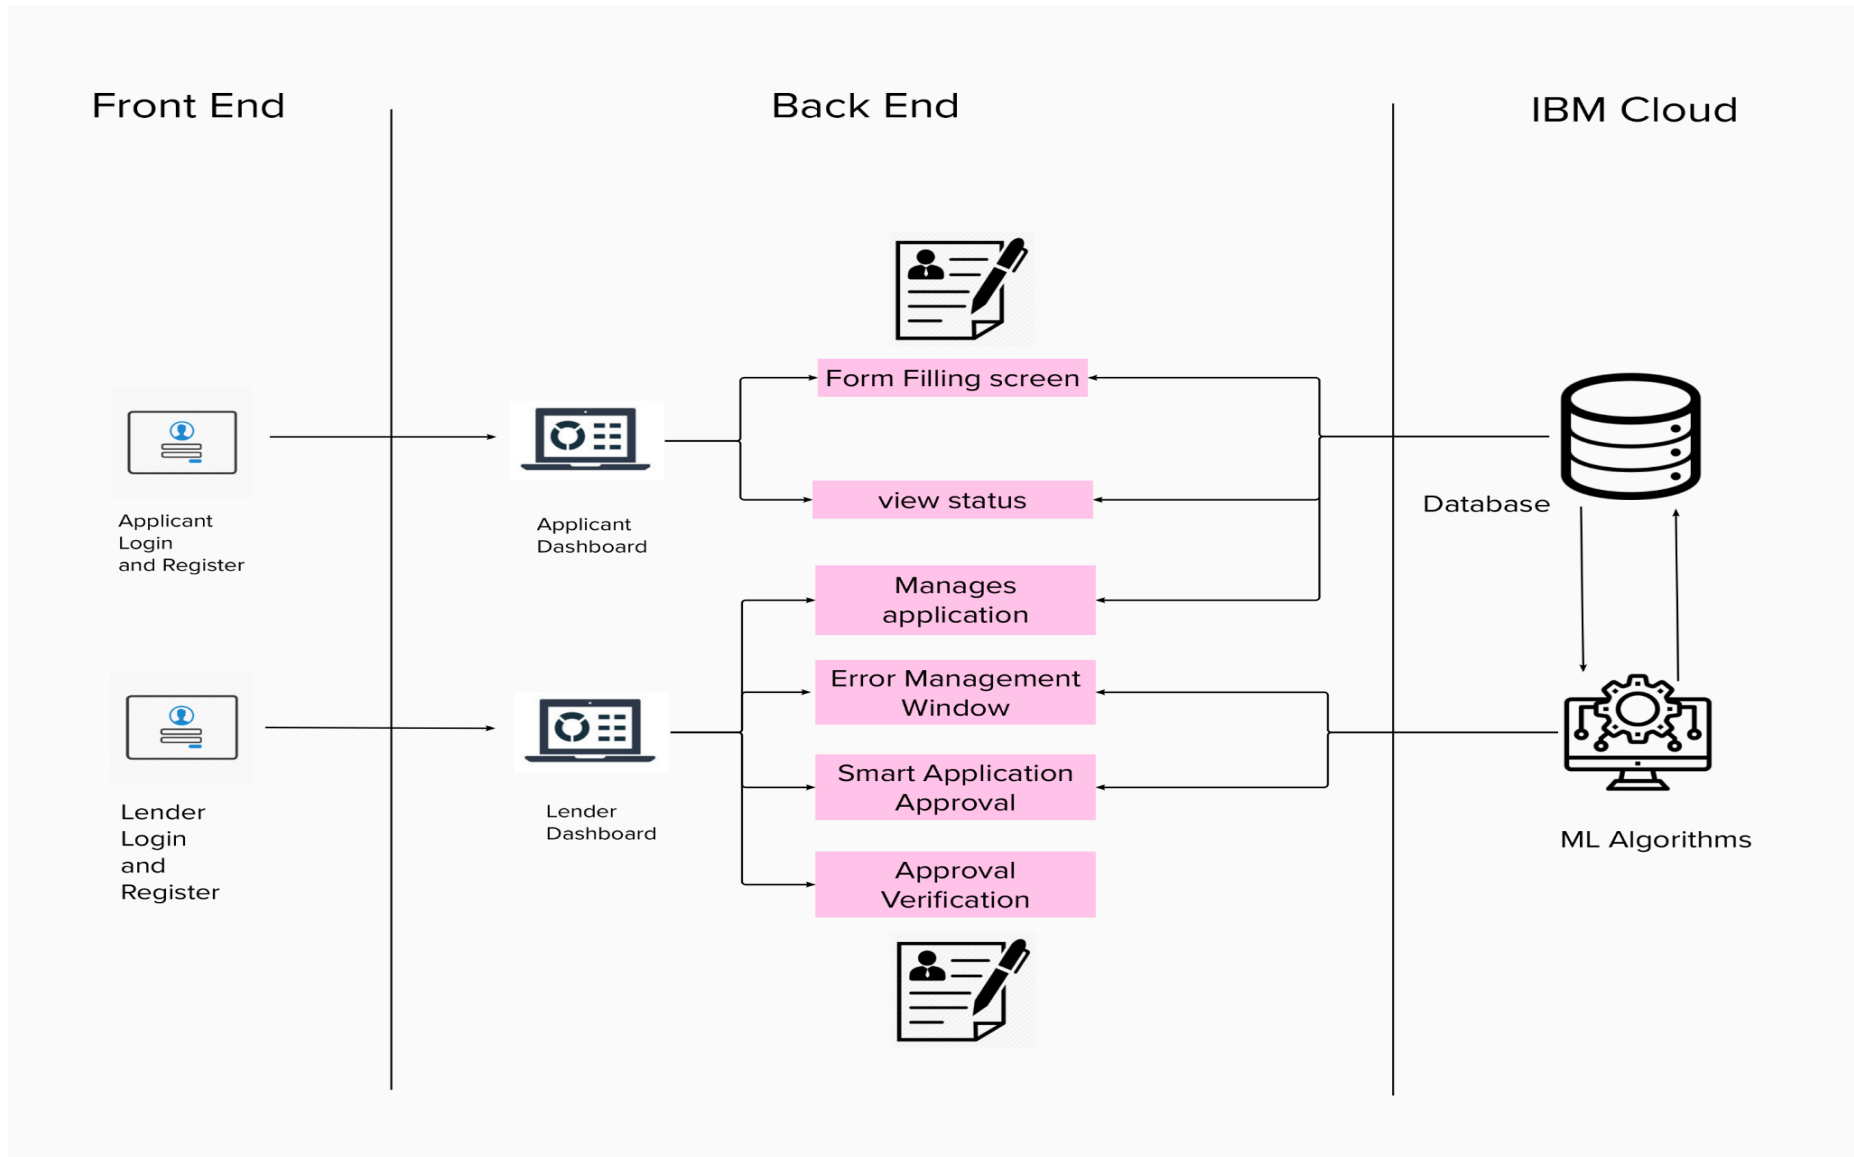 Front End
Back End
IBM Cloud
Form Filling screen
view status
Database
Applicant
Login
and Register
Applicant
Dashboard
Manages
application
Error Management
Window
Smart Application
Approval
Lender
Login
and
Register
Lender
Dashboard
ML Algorithms
Approval
Verification